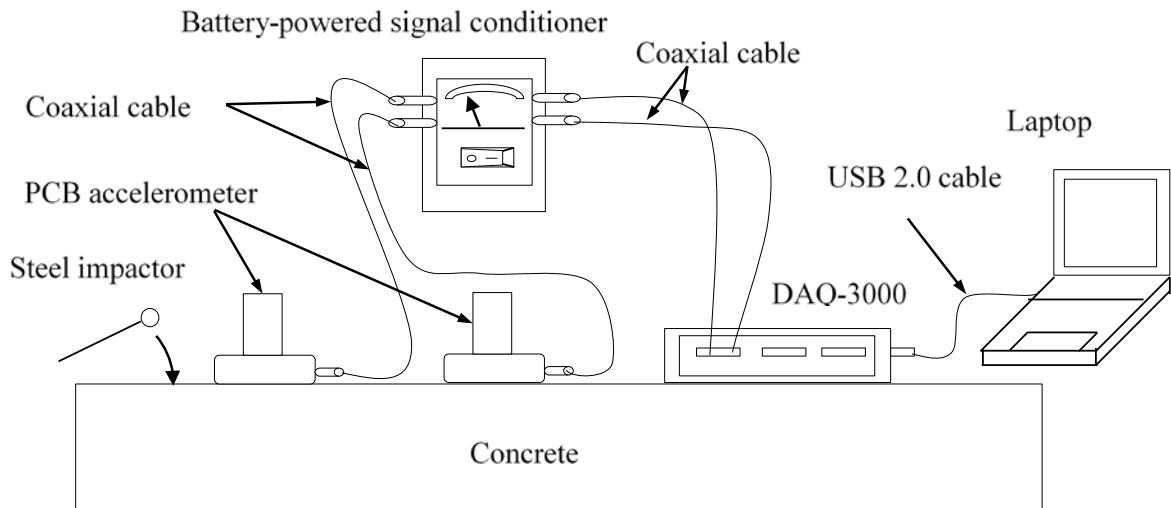 Battery-powered signal conditioner
Coaxial cable
Coaxial cable
Laptop
USB 2.0 cable
PCB accelerometer
Steel impactor
DAQ-3000
Concrete